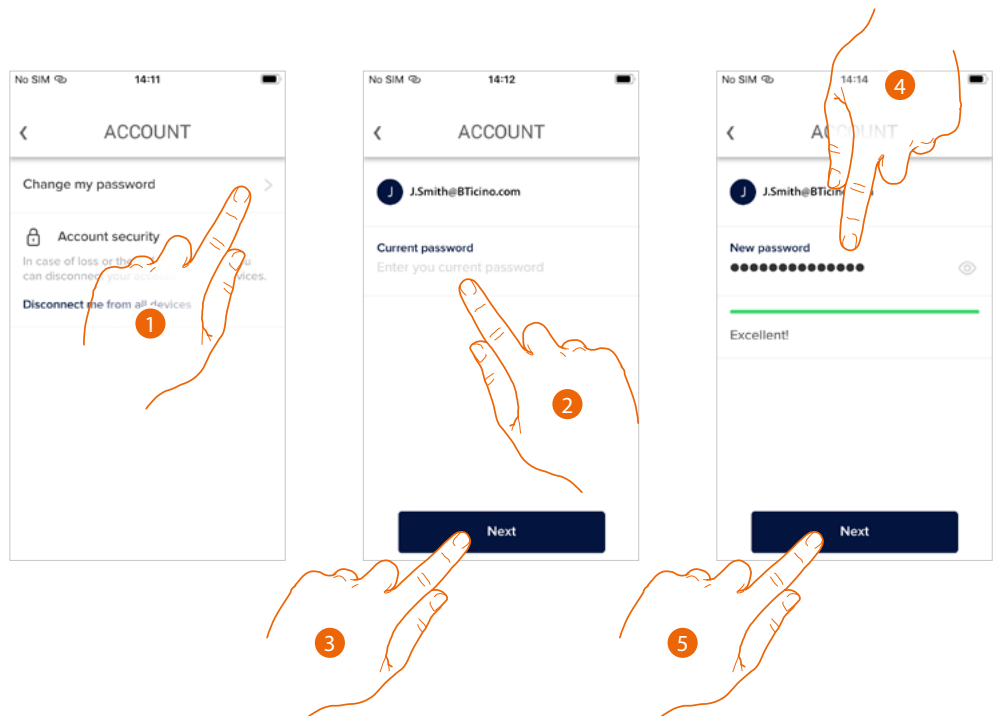 No SIM 14:11
ACCOUNT
Change my password
Account security
In case of loss or the
can disconnect your vices.
Disconnect me from all devices
1
No SIM 14:12
ACCOUNT
J J.Smith@BTicino.com
Current password
Enter you current password
2
Next
3
No SIM 14:14
4
ACCOUNT
J J.Smith@BTicino
New password
●●●●●●●●●●●●●●
Excellent!
Next
5